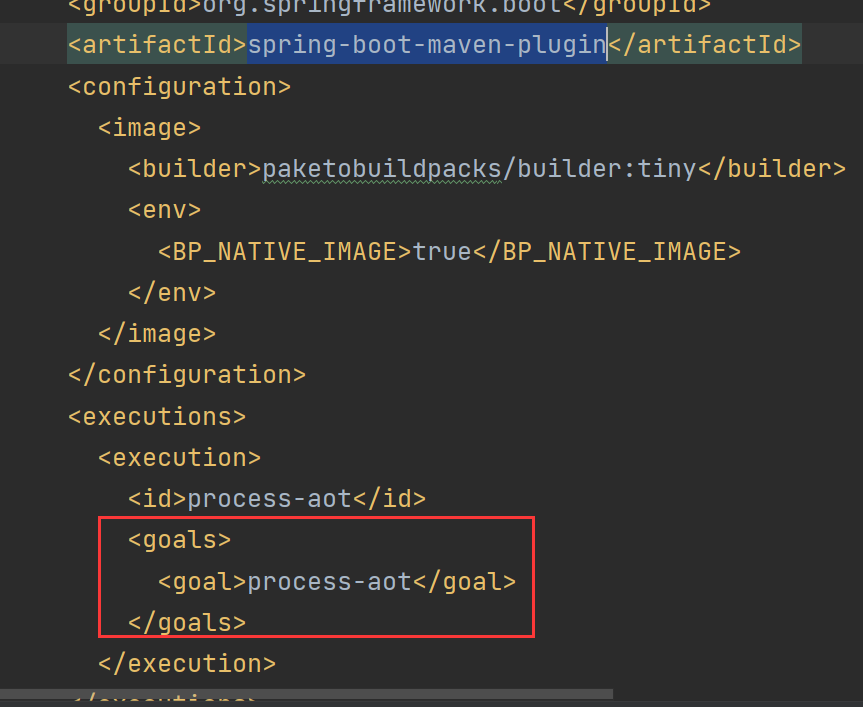 <groupId>org.springframework.boot</groupId>
<artifactId>spring-boot-maven-plugin</artifactId>
<configuration>
<image>
<builder>paketobuildpacks/builder:tiny</builder>
<env>
<BP_NATIVE_IMAGE>true</BP_NATIVE_IMAGE>
</env>
</image>
</configuration>
<executions>
<execution>
<id>process-aot</id>
<goals>
<goal>process-aot</goal>
</goals>
</execution>
</executions>